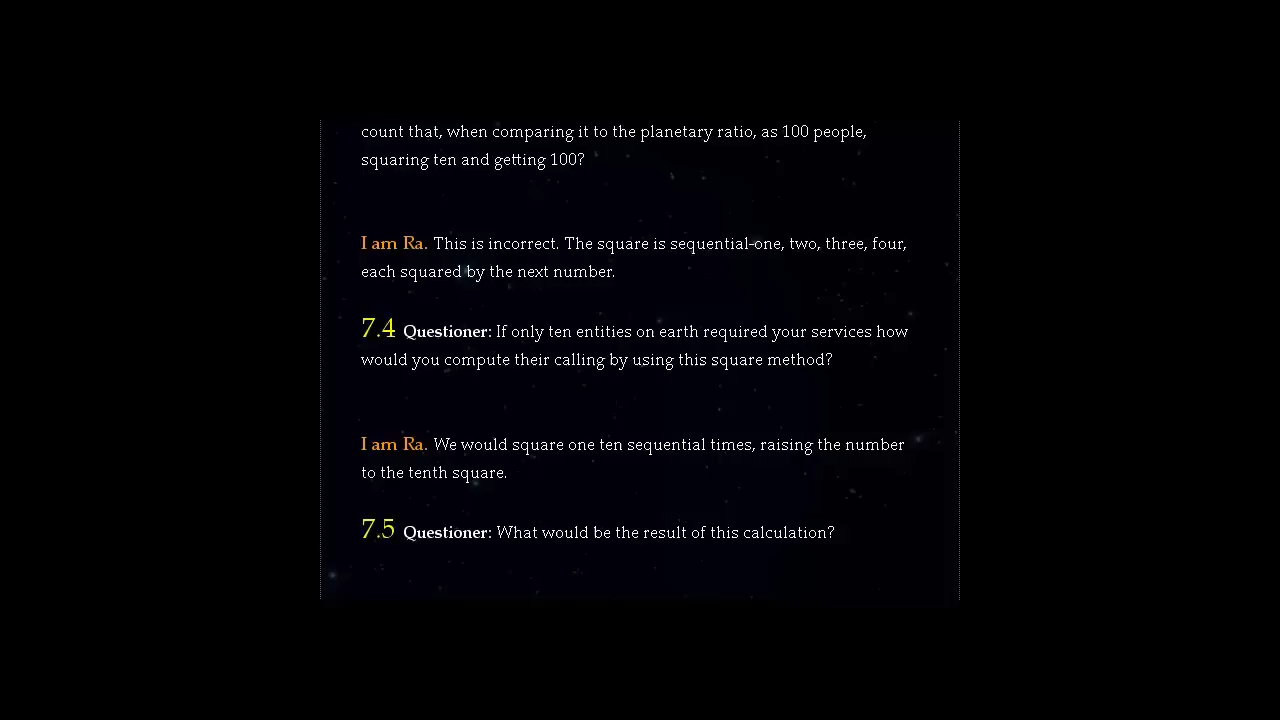 count that, when comparing it to the planetary ratio, as 100 people,
squaring ten and getting 100?
I am Ra. This is incorrect. The square is sequential-one, two, three, four,
each squared by the next number.
7.4 Questioner: If only ten entities on earth required your services how
would you compute their calling by using this square method?
I am Ra. We would square one ten sequential times, raising the number
to the tenth square.
7.5 Questioner: What would be the result of this calculation?